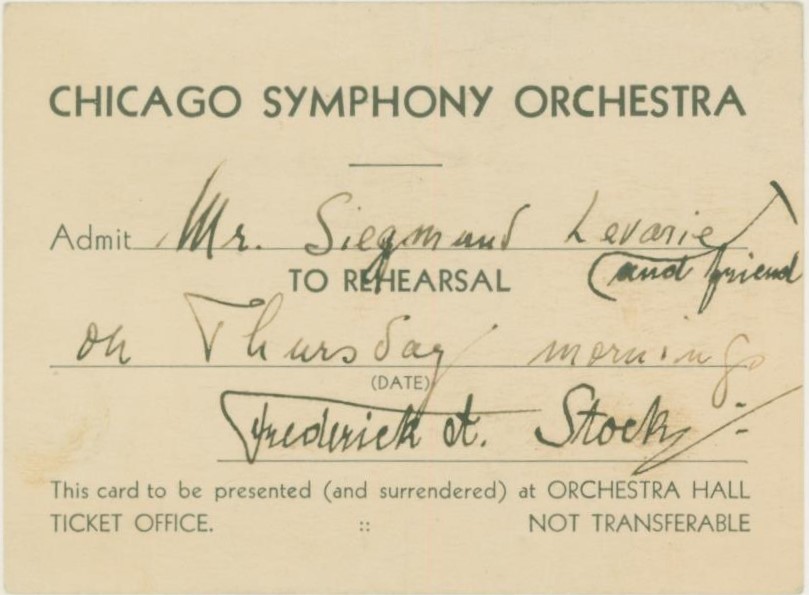 CHICAGO SYMPHONY ORCHESTRA
Admit Mr. Siegmund Levarie
TO REHEARSAL (and friend
on Thursday morning
(DATE)
Frederick A. Stock
This card to be presented (and surrendered) at ORCHESTRA HALL
TICKET OFFICE. :: NOT TRANSFERABLE